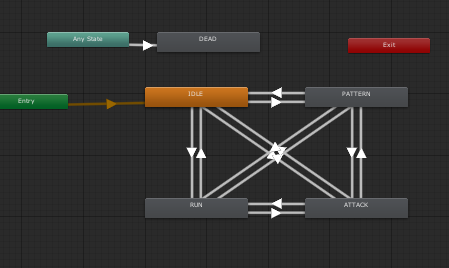 Any State
DEAD
Exit
Entry
IDLE
PATTERN
RUN
ATTACK